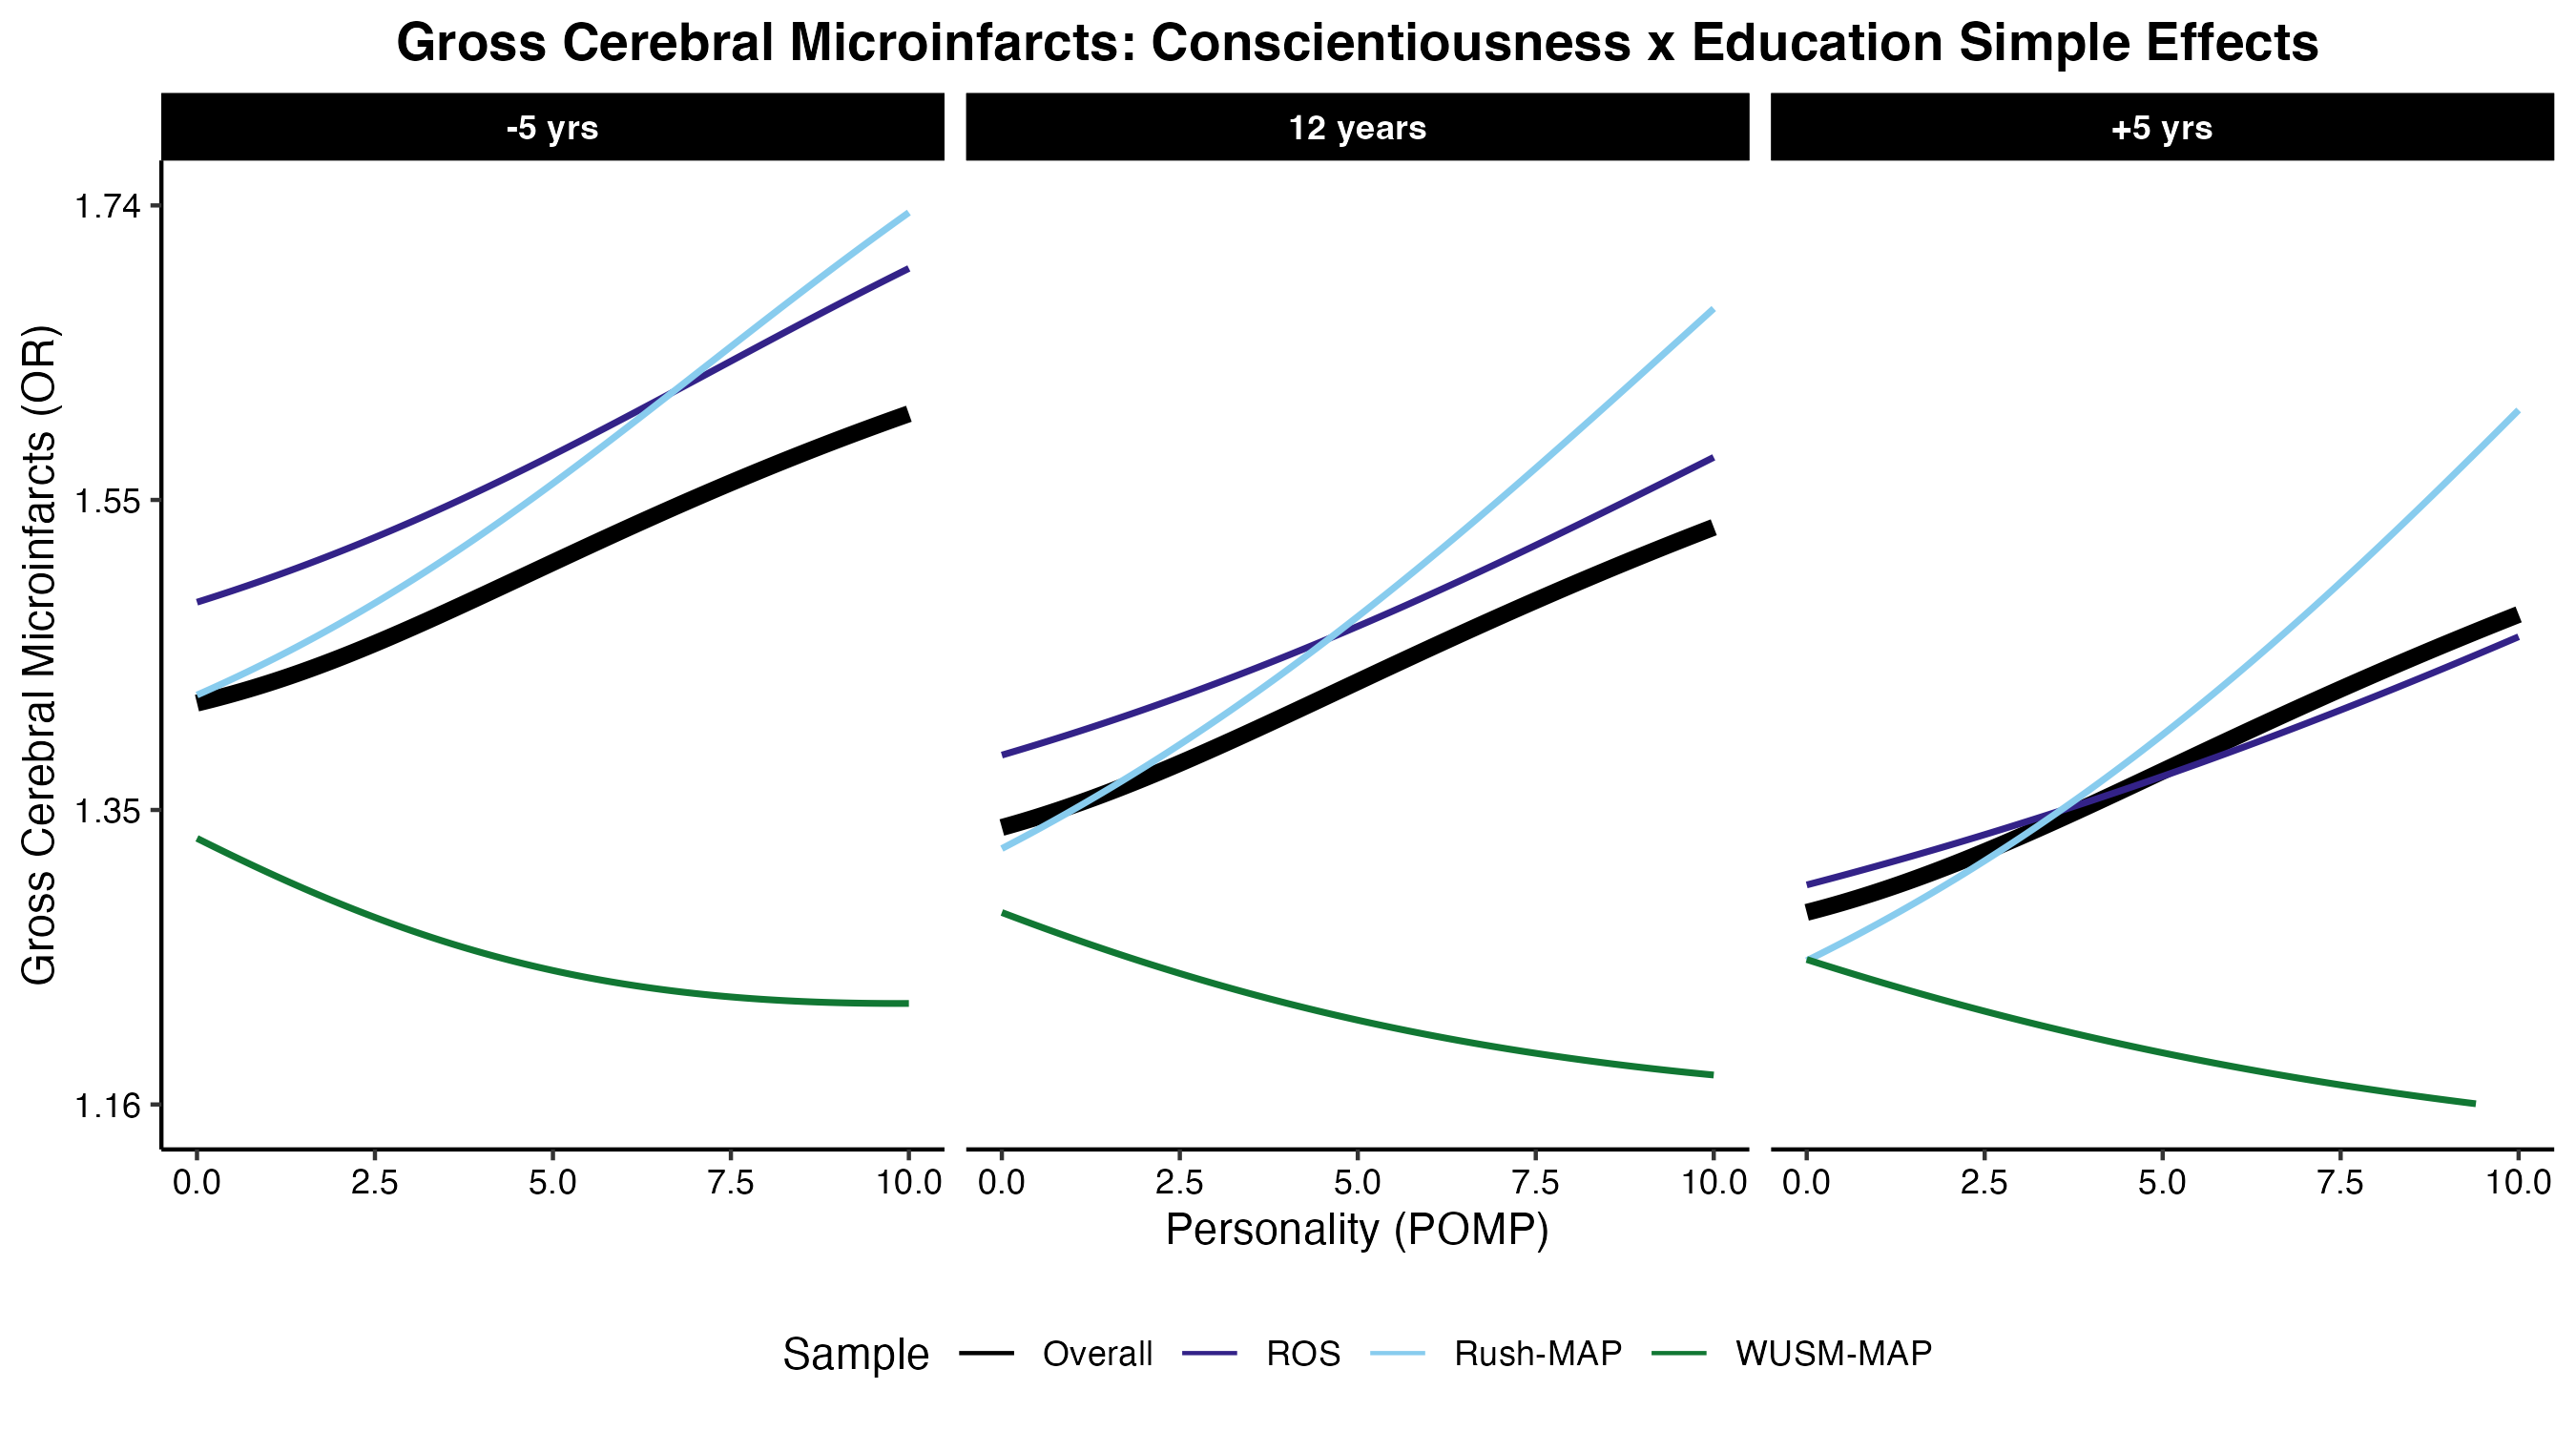 Gross Cerebral Microinfarcts: Conscientiousness x Education Simple Effects
-5 yrs
12 years
+5 yrs
Gross Cerebral Microinfarcts (OR)
1.74
1.55
1.35
1.16
0.0 2.5 5.0 7.5 10.0
0.0 2.5 5.0 7.5 10.0
0.0 2.5 5.0 7.5 10.0
Personality (POMP)
Sample Overall ROS Rush-MAP WUSM-MAP